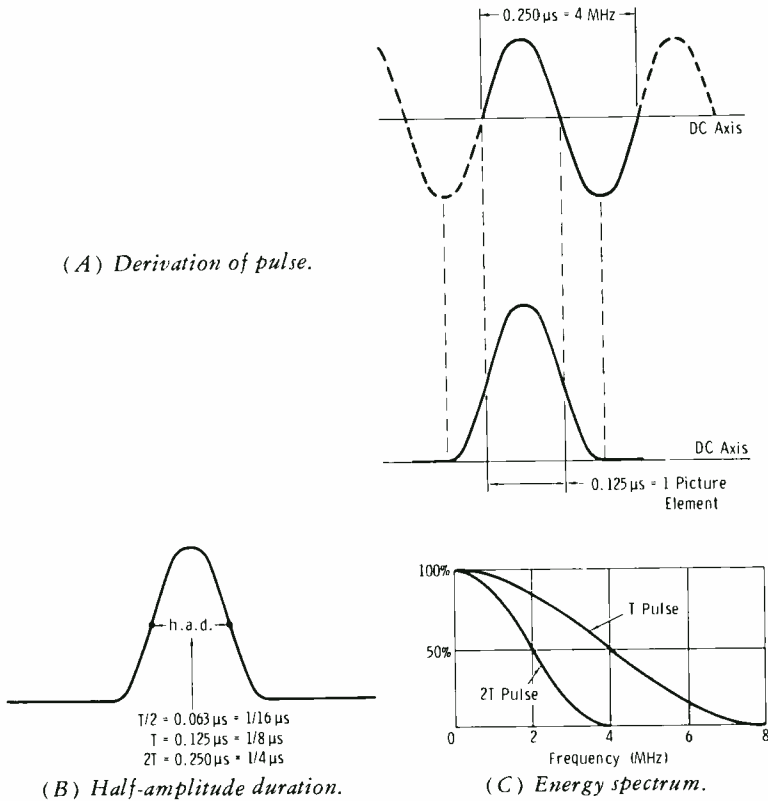 0.250 µs = 4 MHz
DC Axis
(A) Derivation of pulse.
DC Axis
0.125 µs = 1 Picture
Element
h.a.d.
T/2 = 0.063 µs = 1/16 µs
T = 0.125 µs = 1/8 µs
2T = 0.250 µs = 1/4 µs
(B) Half-amplitude duration.
100%
50%
T Pulse
2T Pulse
0 2 4 6 8
Frequency (MHz)
(C) Energy spectrum.